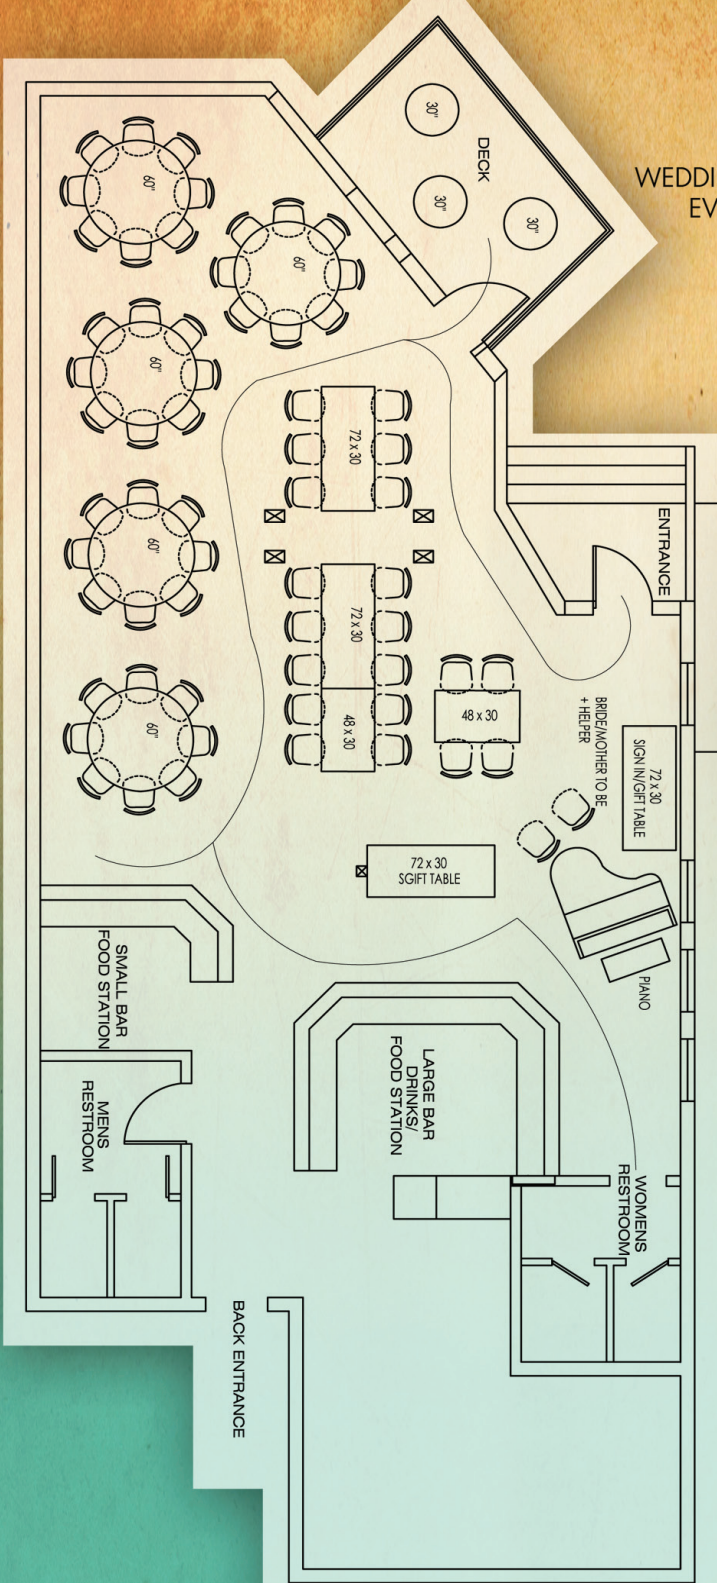 WEDDI
EV
DECK
30"
30"
30"
60"
60"
60"
60"
60"
72 x 30
72 x 30
48 x 30
48 x 30
ENTRANCE
BRIDE/MOTHER TO BE
+ HELPER
72 x 30
SIGN IN/GIFT TABLE
72 x 30
SGIFT TABLE
PIANO
SMALL BAR
FOOD STATION
LARGE BAR
DRINKS/
FOOD STATION
MENS
RESTROOM
WOMENS
RESTROOM
BACK ENTRANCE